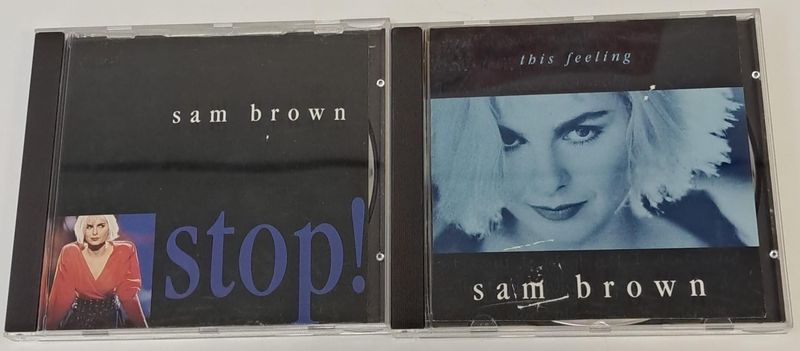 sam brown
stop!
this feeling
sam brown